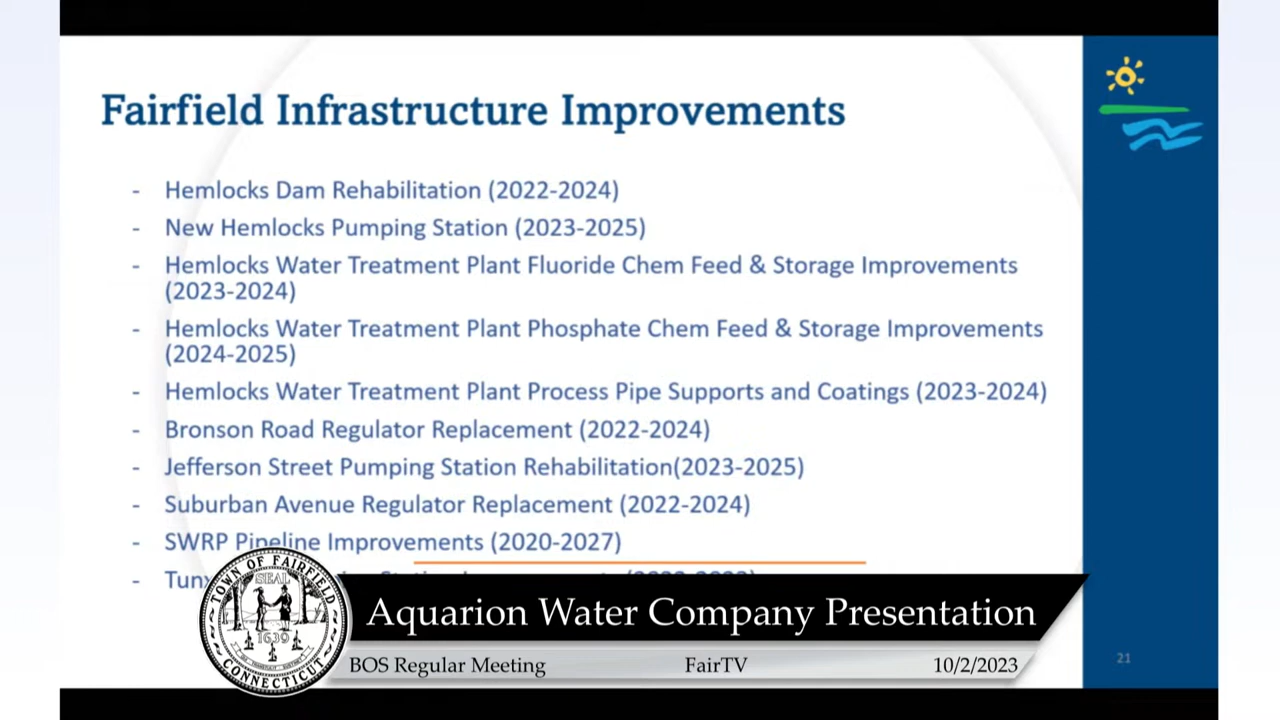 Fairfield Infrastructure Improvements
- Hemlocks Dam Rehabilitation (2022-2024)
- New Hemlocks Pumping Station (2023-2025)
- Hemlocks Water Treatment Plant Fluoride Chem Feed & Storage Improvements
(2023-2024)
- Hemlocks Water Treatment Plant Phosphate Chem Feed & Storage Improvements
(2024-2025)
- Hemlocks Water Treatment Plant Process Pipe Supports and Coatings (2023-2024)
- Bronson Road Regulator Replacement (2022-2024)
- Jefferson Street Pumping Station Rehabilitation(2023-2025)
- Suburban Avenue Regulator Replacement (2022-2024)
- SWRP Pipeline Improvements (2020-2027)
-
TOWN OF FAIRFIELD
SEAL
1639
CONNECTICUT
Aquarion Water Company Presentation
BOS Regular Meeting FairTV 10/2/2023
21